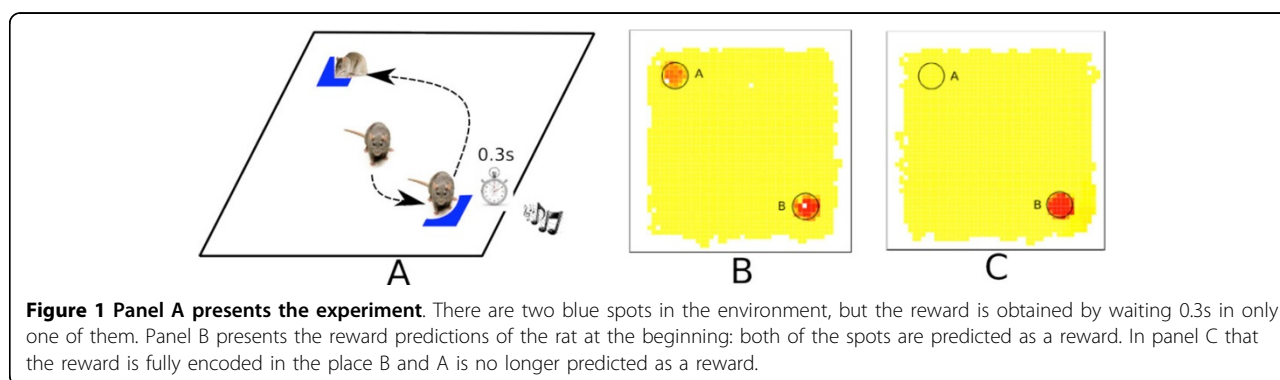 0.3s
A
A
B
B
A
B
C
Figure 1 Panel A presents the experiment. There are two blue spots in the environment, but the reward is obtained by waiting 0.3s in only
one of them. Panel B presents the reward predictions of the rat at the beginning: both of the spots are predicted as a reward. In panel C that
the reward is fully encoded in the place B and A is no longer predicted as a reward.